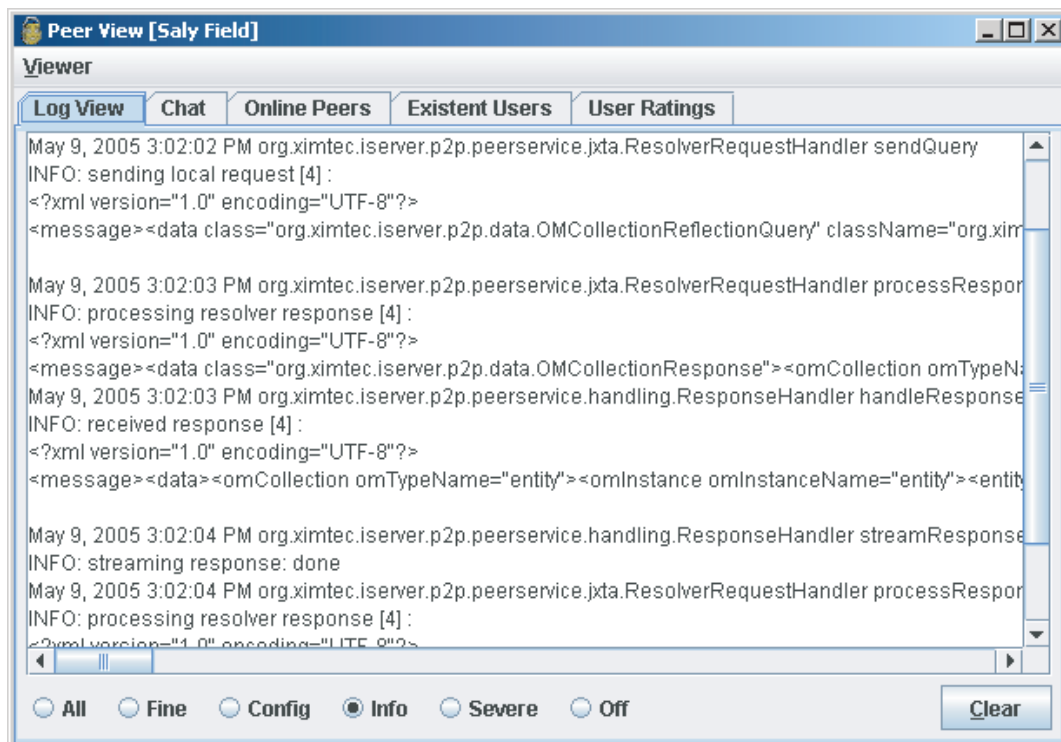 Peer View [Saly Field]
Viewer
Log View Chat Online Peers Existent Users User Ratings
May 9, 2005 3:02:02 PM org.ximtec.iserver.p2p.peerservice.jxta.ResolverRequestHandler sendQuery
INFO: sending local request [4] :
<?xml version="1.0" encoding="UTF-8"?>
<message><data class="org.ximtec.iserver.p2p.data.OMCollectionReflectionQuery" className="org.xim
May 9, 2005 3:02:03 PM org.ximtec.iserver.p2p.peerservice.jxta.ResolverRequestHandler processRespor
INFO: processing resolver response [4] :
<?xml version="1.0" encoding="UTF-8"?>
<message><data class="org.ximtec.iserver.p2p.data.OMCollectionResponse"><omCollection omTypeNa
May 9, 2005 3:02:03 PM org.ximtec.iserver.p2p.peerservice.handling.ResponseHandler handleResponse
INFO: received response [4] :
<?xml version="1.0" encoding="UTF-8"?>
<message><data><omCollection omTypeName="entity"><omInstance omInstanceName="entity"><entity
May 9, 2005 3:02:04 PM org.ximtec.iserver.p2p.peerservice.handling.ResponseHandler streamResponse
INFO: streaming response: done
May 9, 2005 3:02:04 PM org.ximtec.iserver.p2p.peerservice.jxta.ResolverRequestHandler processRespor
INFO: processing resolver response [4] :
<?xml version="1.0" encoding="UTF-8"?>
All Fine Config Info Severe Off Clear